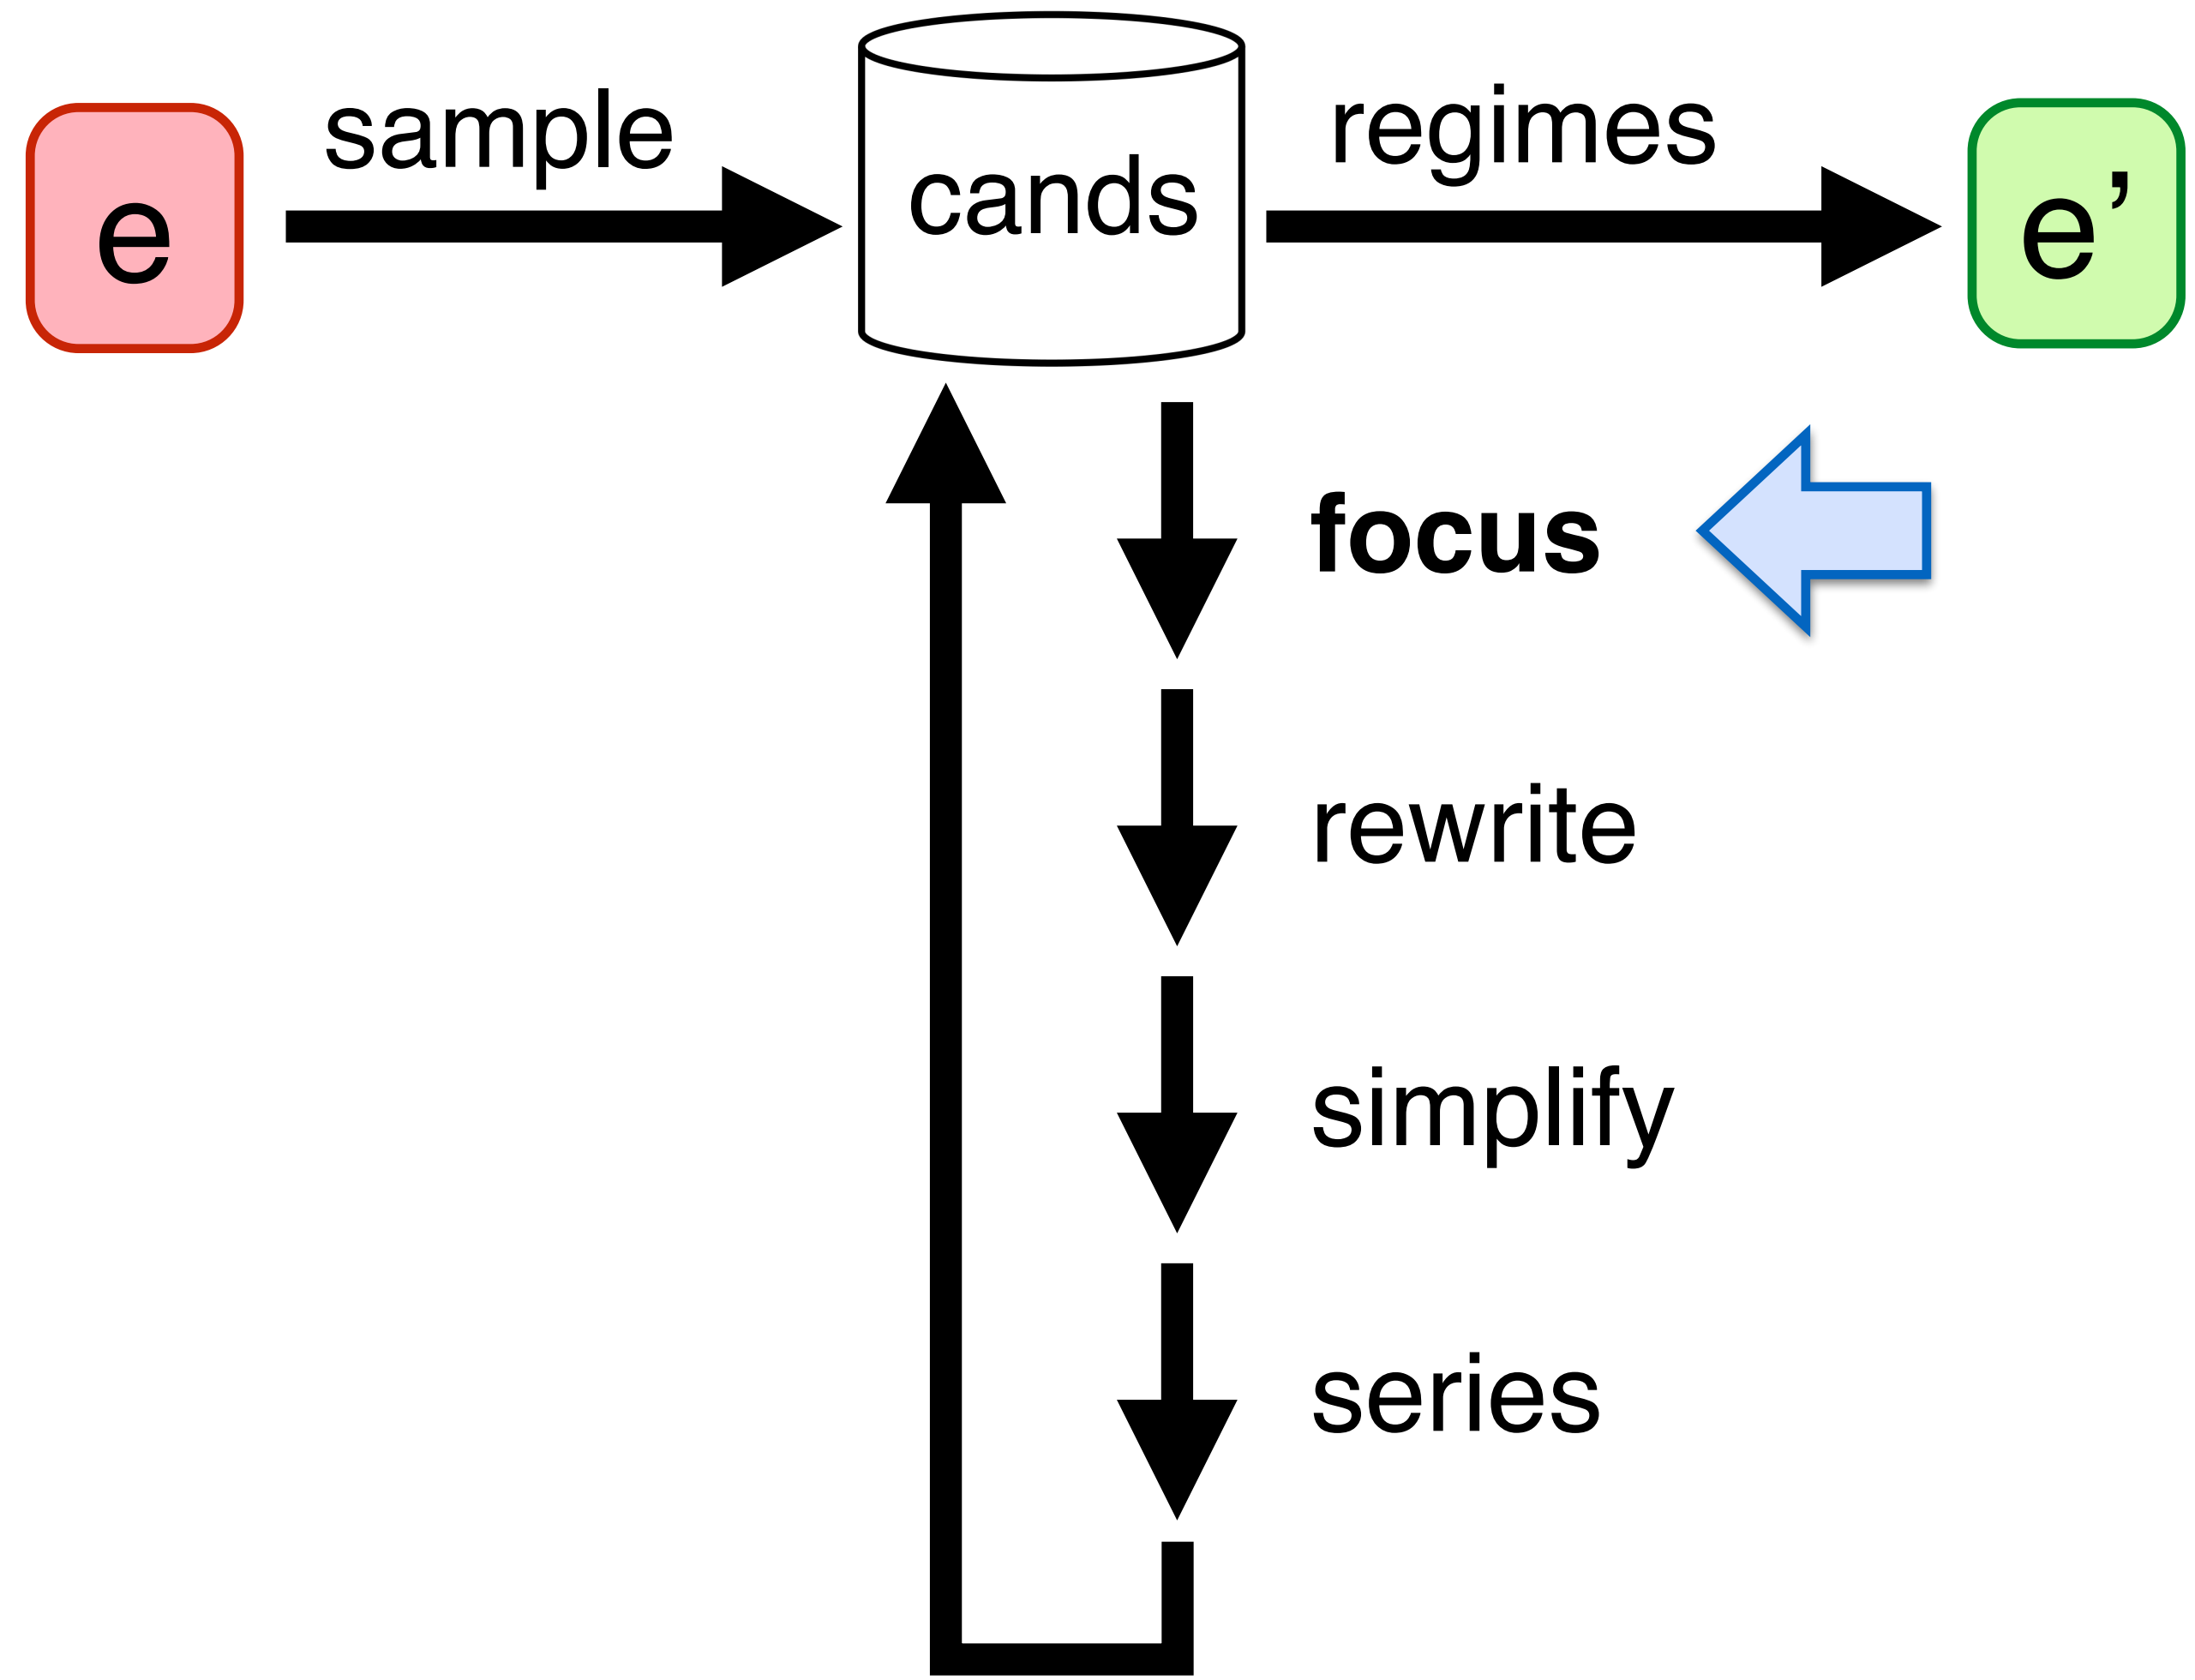 e
sample
cands
regimes
e’
focus
rewrite
simplify
series